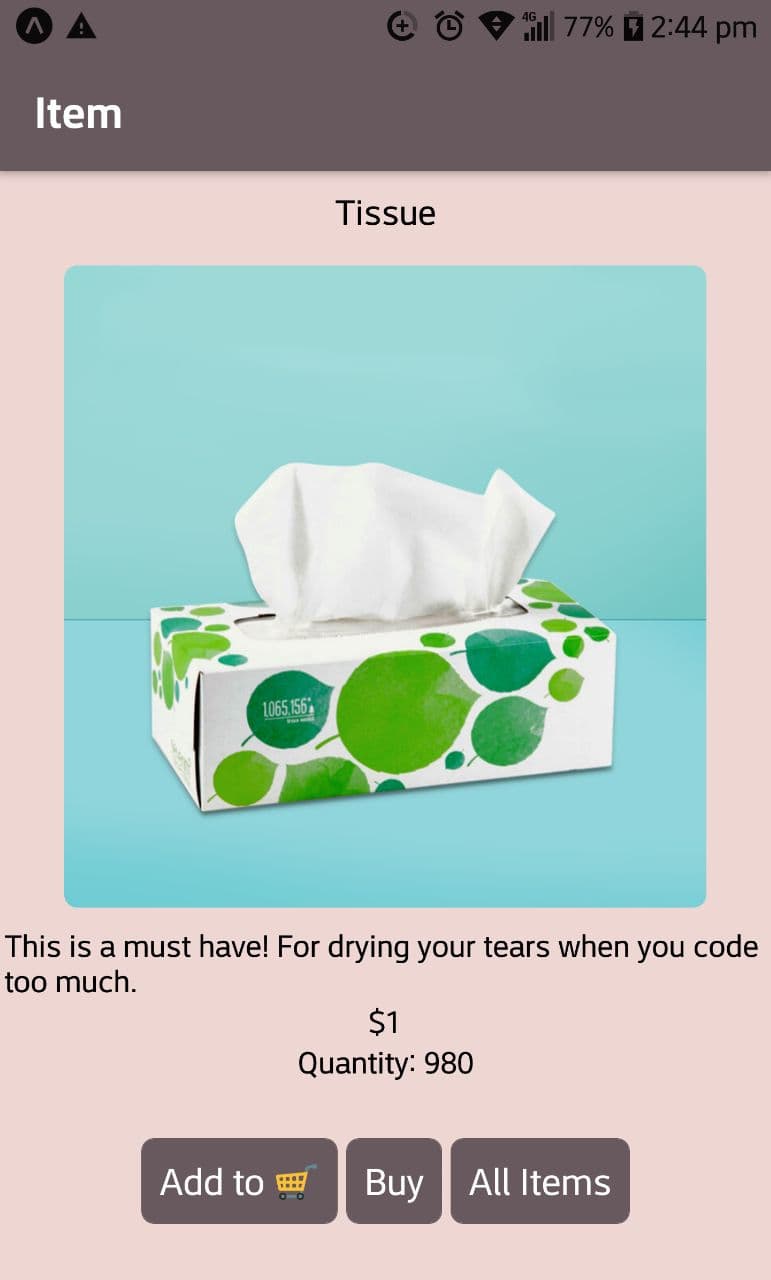 4G 77% 2:44 pm
Item
Tissue
1,065,156
This is a must have! For drying your tears when you code
too much.
$1
Quantity: 980
Add to Buy All Items